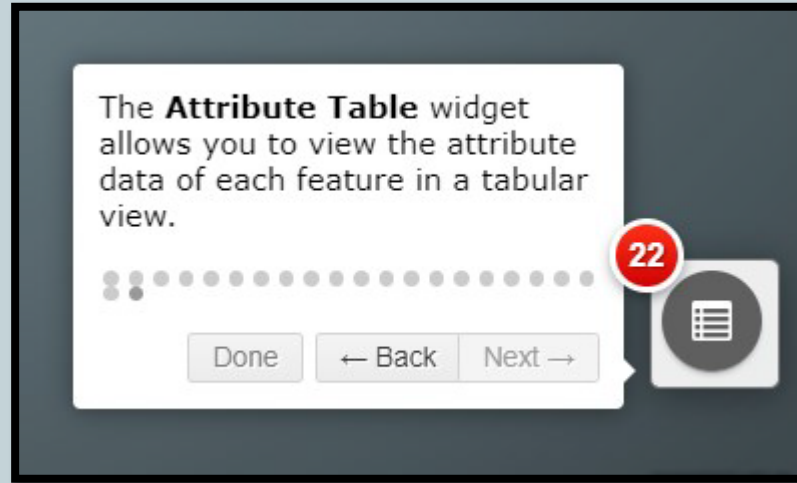 The Attribute Table widget
allows you to view the attribute
data of each feature in a tabular
view.
22
Done
← Back
Next →